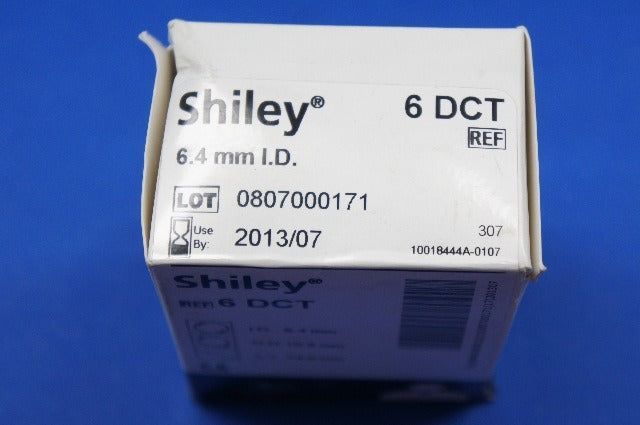 Shiley® 6 DCT
REF
6.4 mm I.D.
LOT 0807000171
Use By: 2013/07
307
10018444A-0107
Shiley®
REF 6 DCT